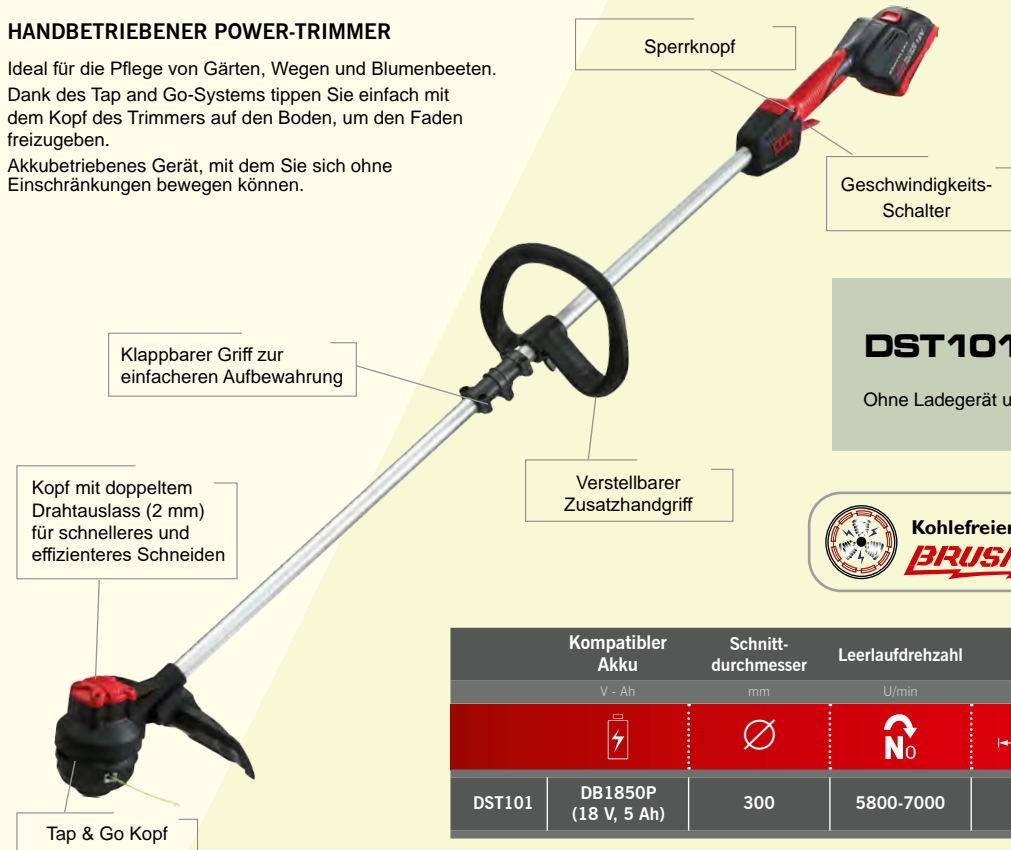 HANDBETRIEBENER POWER-TRIMMER
Ideal für die Pflege von Gärten, Wegen und Blumenbeeten.
Dank des Tap and Go-Systems tippen Sie einfach mit
dem Kopf des Trimmers auf den Boden, um den Faden
freizugeben.
Akkubetriebenes Gerät, mit dem Sie sich ohne
Einschränkungen bewegen können.
Sperrknopf
Geschwindigkeits-
Schalter
Klappbarer Griff zur
einfacheren Aufbewahrung
DST101
Ohne Ladegerät
Verstellbarer
Zusatzhandgriff
Kopf mit doppeltem
Drahtauslass (2 mm)
für schnelleres und
effizienteres Schneiden
Kohlefreier
Tap & Go Kopf
Kompatibler
Akku
Schnitt-
durchmesser
Leerlaufdrehzahl
V - Ah
mm
U/min
N0
DST101
DB1850P
(18 V, 5 Ah)
300
5800-7000